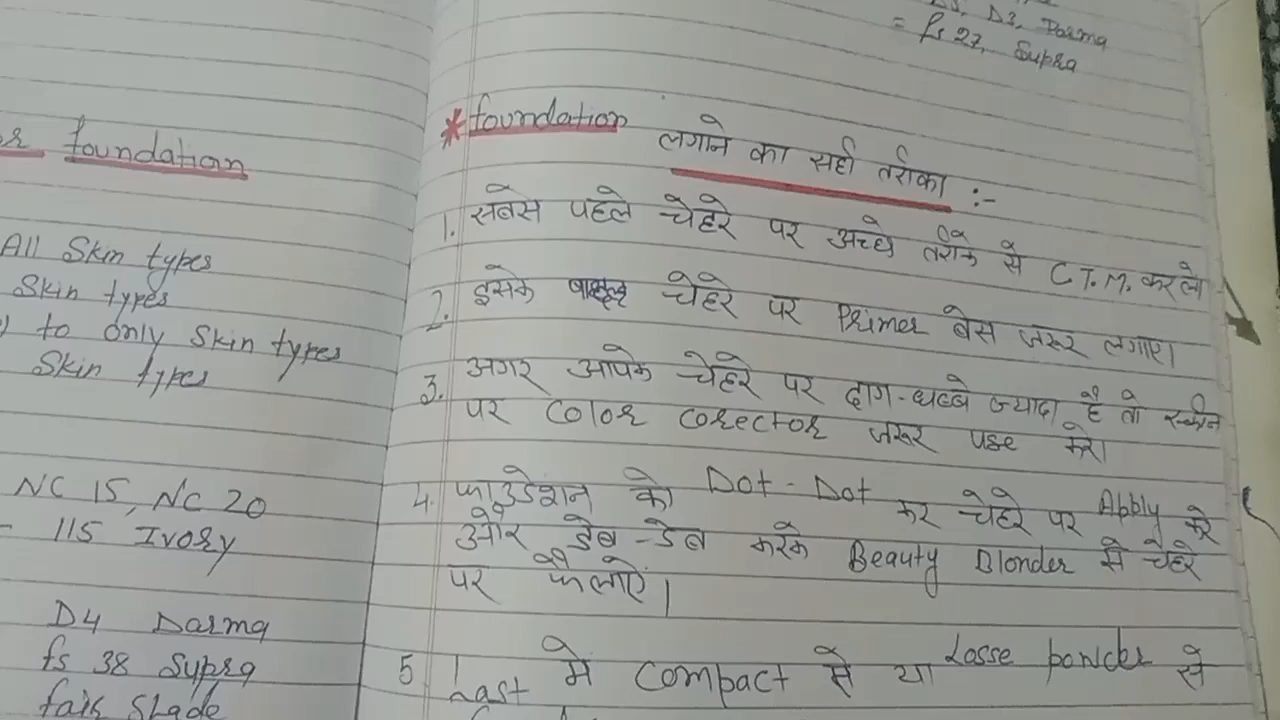 foundation
All Skin types
Skin types
to only Skin types
Skin types
NC 15, NC 20
- 115 Ivory
D4 Darma
fs 38 Supra
fair Shade
D3, Darma
= fs 27, Supra
*foundation लगाने का सही तरीका :-
1. सबसे पहले चेहरे पर अच्छे तरीके से C.T.M. करलो
2. इसके चेहरे पर Primer बेस जरूर लगाए।
3. अगर आपके चेहरे पर दाग-धब्बे ज्यादा है तो स्कीन
पर Color Corector जरूर use करे।
4. फाउंडेशन को Dot-Dot कर चेहरे पर Apply करे
और डेब-डेब करके Beauty Blonder से चेहरे
पर फैलाऐं।
5 Last में Compact से या Losse powder से